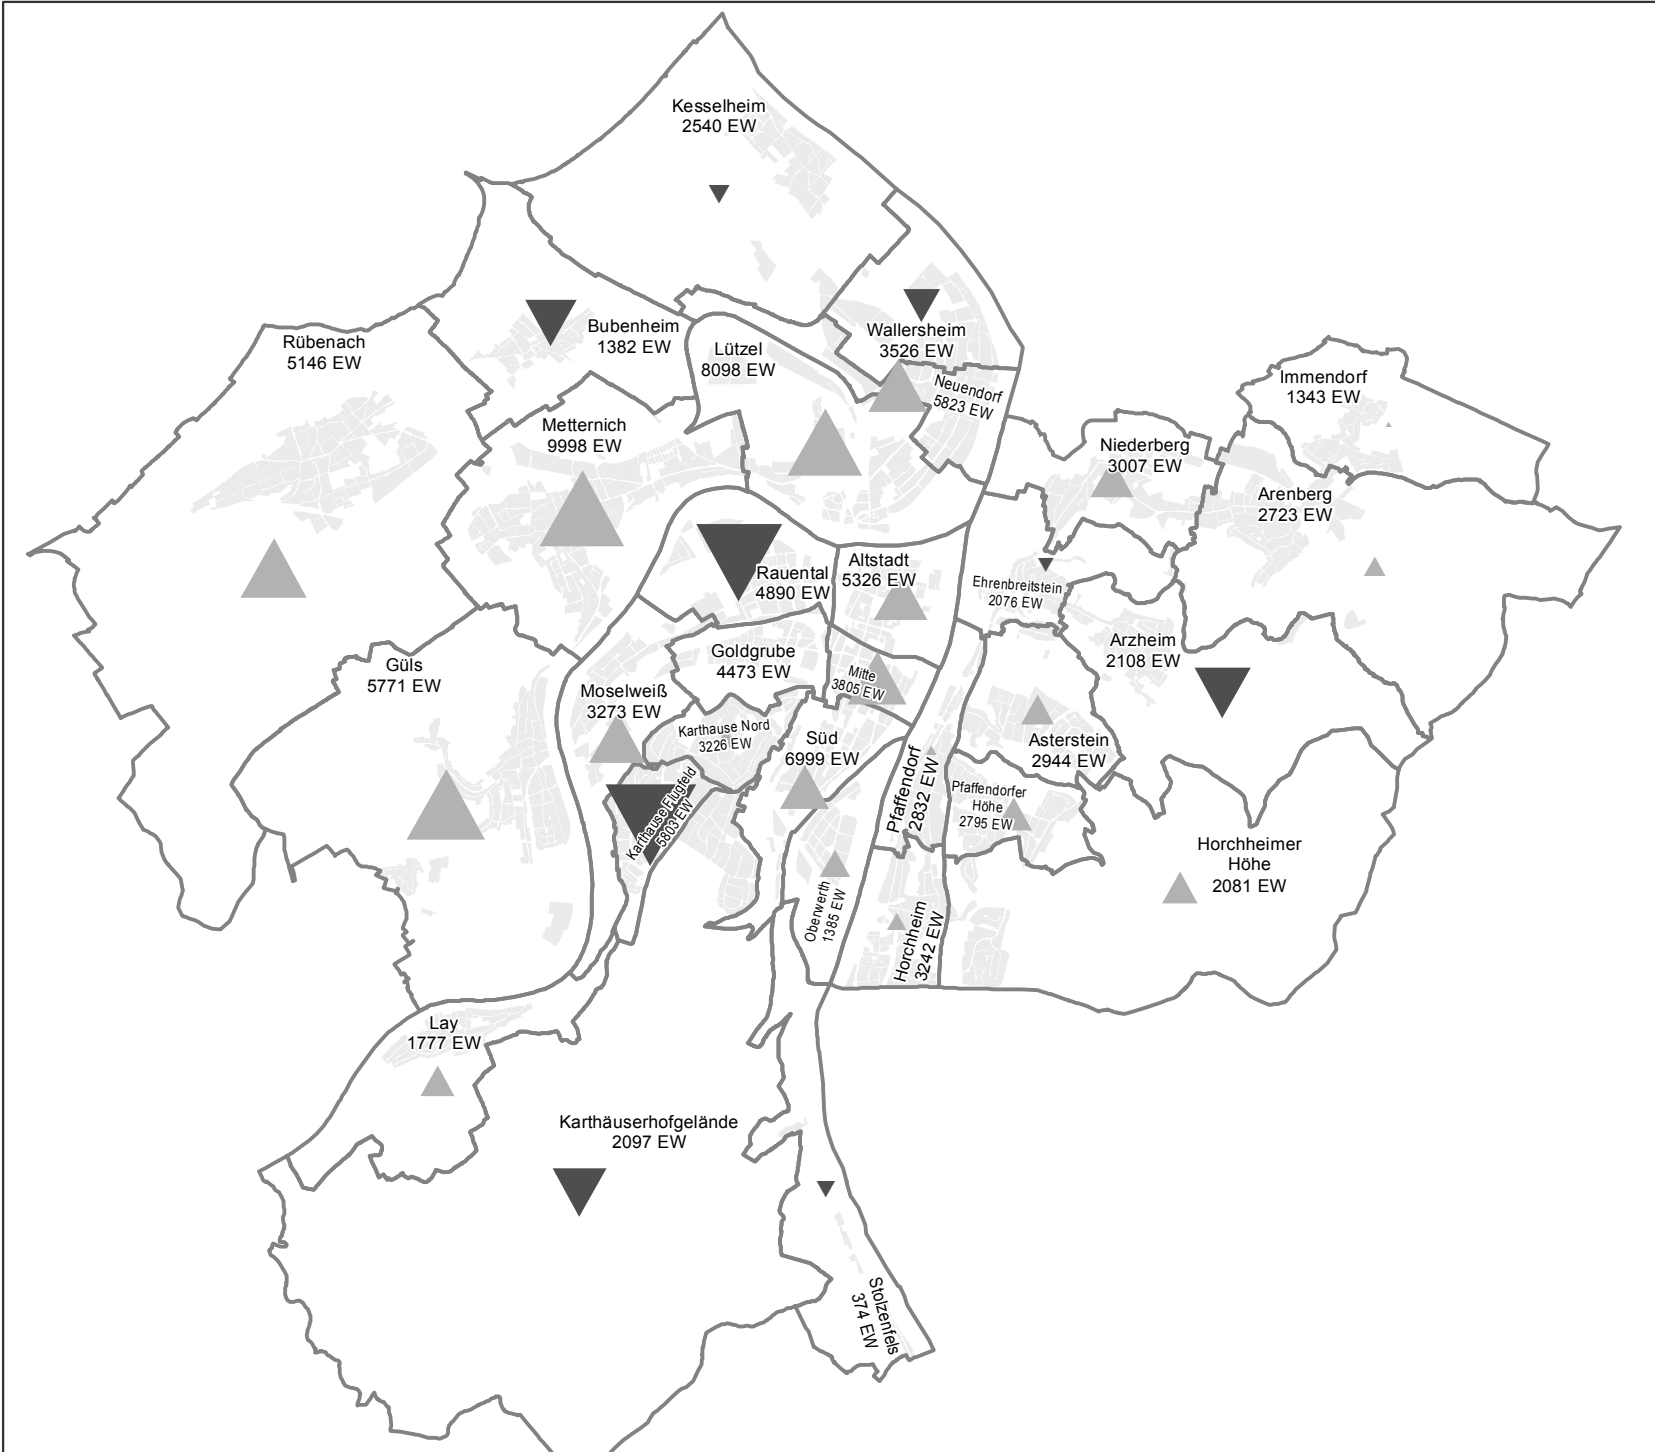 Kesselheim
2540 EW
Wallersheim
3526 EW
Bubenheim
1382 EW
Rübenach
5146 EW
Lützel
8098 EW
Neuendorf
5823 EW
Immendorf
1343 EW
Metternich
9998 EW
Niederberg
3007 EW
Arenberg
2723 EW
Rauental
4890 EW
Altstadt
5326 EW
Ehrenbreitstein
2076 EW
Güls
5771 EW
Goldgrube
4473 EW
Mitte
3805 EW
Arzheim
2108 EW
Moselweiß
3273 EW
Karthause Nord
3226 EW
Süd
6999 EW
Asterstein
2944 EW
Karthause Flugfeld
5803 EW
Pfaffendorf
2832 EW
Pfaffendorfer
Höhe
2795 EW
Horchheimer
Höhe
2081 EW
Oberwerth
1385 EW
Horchheim
3242 EW
Lay
1777 EW
Karthäuserhofgelände
2097 EW
Stolzenfels
374 EW